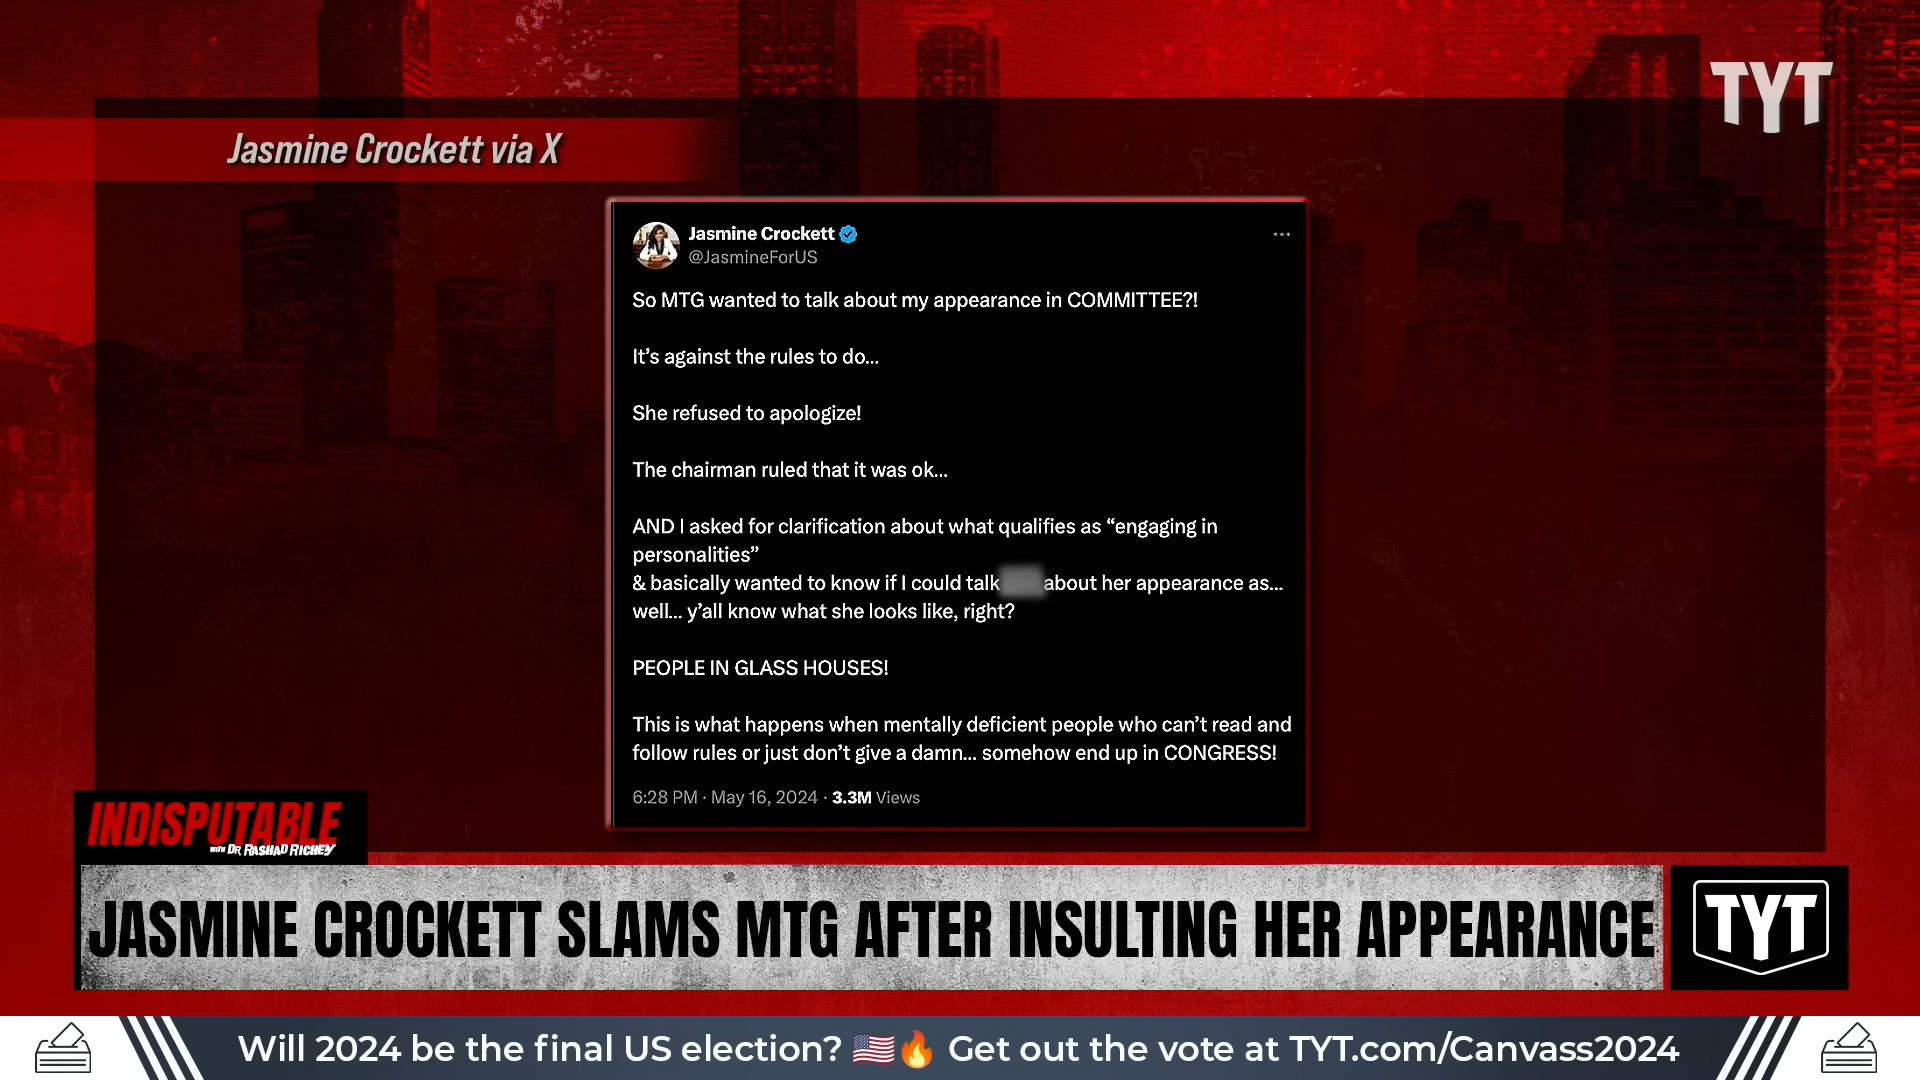 TYT
Jasmine Crockett via X
Jasmine Crockett
@JasmineForUS
So MTG wanted to talk about my appearance in COMMITTEE?!
It’s against the rules to do...
She refused to apologize!
The chairman ruled that it was ok...
AND I asked for clarification about what qualifies as “engaging in
personalities”
& basically wanted to know if I could talk about her appearance as...
well... y’all know what she looks like, right?
PEOPLE IN GLASS HOUSES!
This is what happens when mentally deficient people who can’t read and
follow rules or just don’t give a damn... somehow end up in CONGRESS!
6:28 PM · May 16, 2024 · 3.3M Views
INDISPUTABLE
WITH DR RASHAD RICHEY
JASMINE CROCKETT SLAMS MTG AFTER INSULTING HER APPEARANCE
TYT
Will 2024 be the final US election? 🇺🇸🔥 Get out the vote at TYT.com/Canvass2024